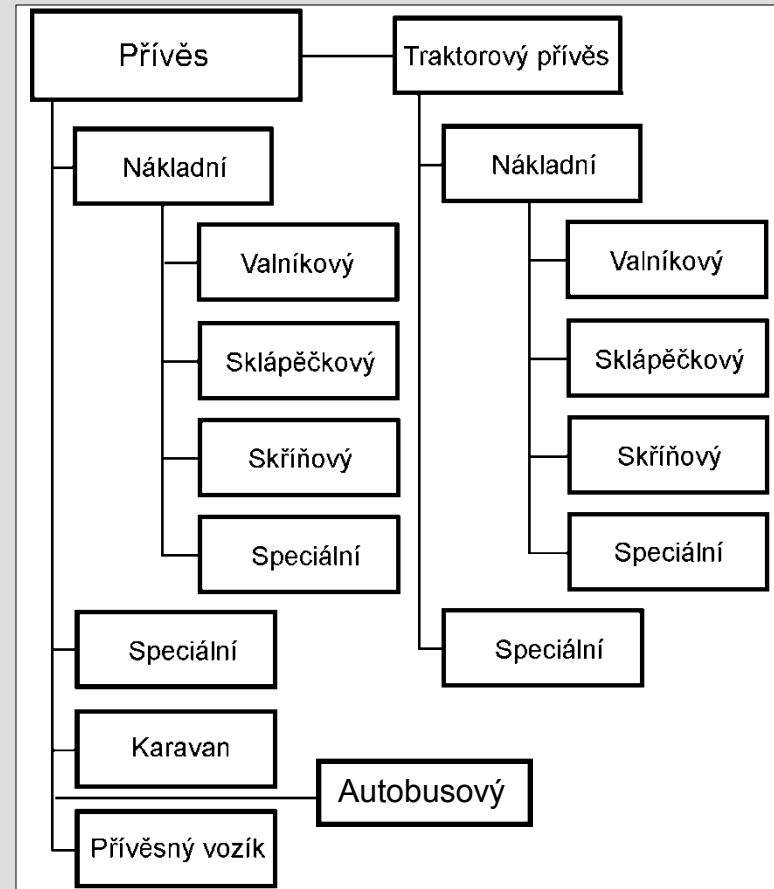 Přívěs
Traktorový přívěs
Nákladní
Nákladní
Valníkový
Valníkový
Sklápěčkový
Sklápěčkový
Skříňový
Skříňový
Speciální
Speciální
Speciální
Speciální
Karavan
Autobusový
Přívěsný vozík